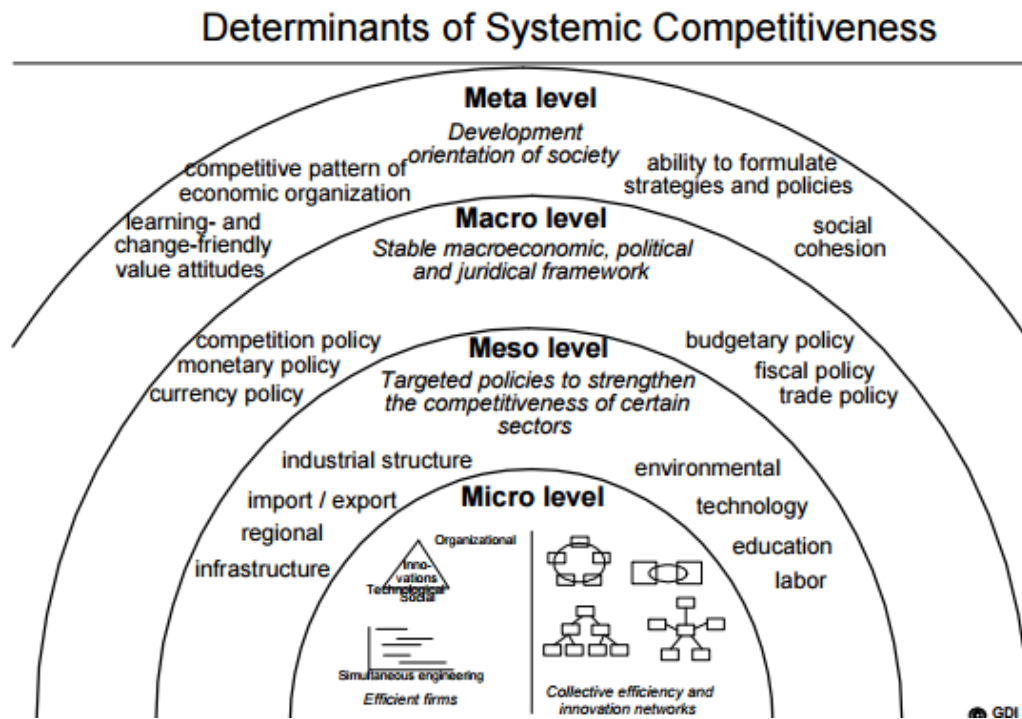 Determinants of Systemic Competitiveness
Meta level
Development
orientation of society
competitive pattern of
economic organization
ability to formulate
strategies and policies
learning- and
change-friendly
value attitudes
social
cohesion
Macro level
Stable macroeconomic, political
and juridical framework
competition policy
monetary policy
currency policy
budgetary policy
fiscal policy
trade policy
Meso level
Targeted policies to strengthen
the competitiveness of certain
sectors
industrial structure
import / export
regional
infrastructure
environmental
technology
education
labor
Micro level
Organizational
Inno-
vations
Technological
Social
Simultaneous engineering
Efficient firms
Collective efficiency and
innovation networks
GDI